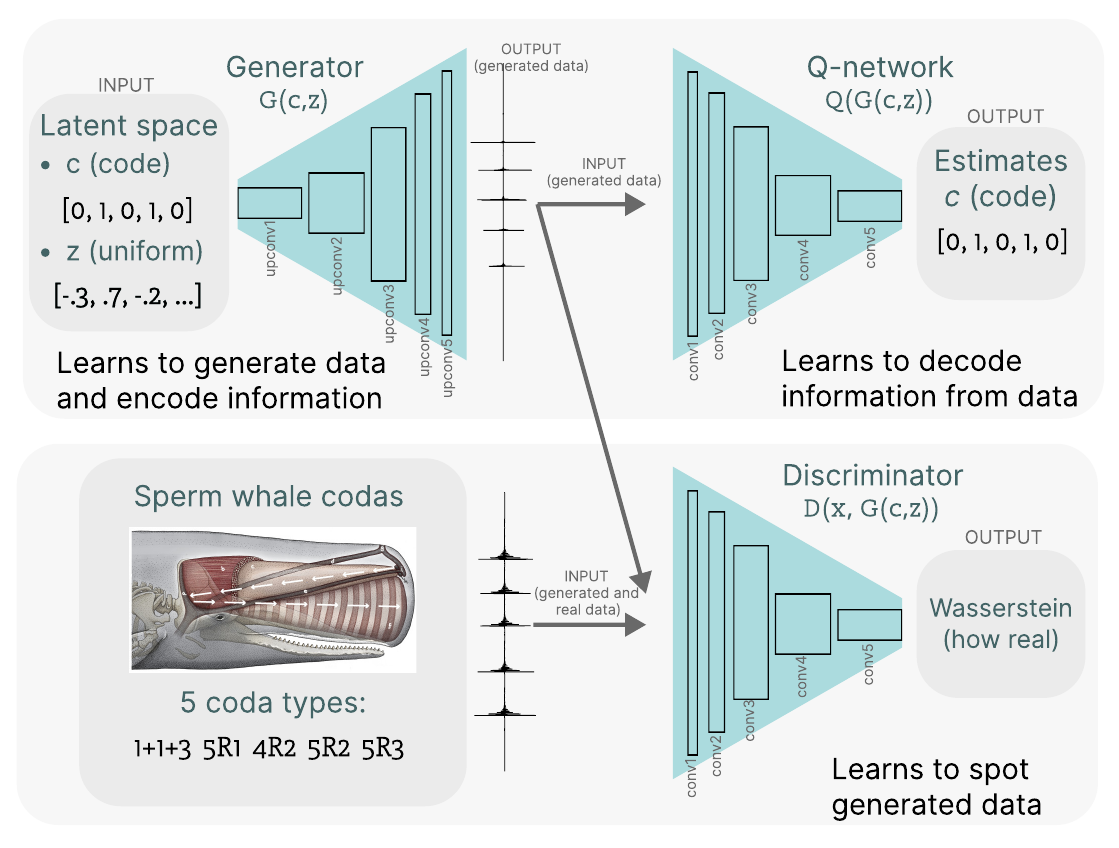 INPUT
Latent space
• c (code)
[0, 1, 0, 1, 0]
• z (uniform)
[-.3, .7, -.2, ...]
Generator
G(c,z)
upconv1
upconv2
upconv3
upconv4
upconv5
Learns to generate data
and encode information
OUTPUT
(generated data)
INPUT
(generated data)
Q-network
Q(G(c,z))
conv1
conv2
conv3
conv4
conv5
OUTPUT
Estimates
c (code)
[0, 1, 0, 1, 0]
Learns to decode
information from data
Sperm whale codas
5 coda types:
1+1+3 5R1 4R2 5R2 5R3
INPUT
(generated and
real data)
Discriminator
D(x, G(c,z))
conv1
conv2
conv3
conv4
conv5
OUTPUT
Wasserstein
(how real)
Learns to spot
generated data